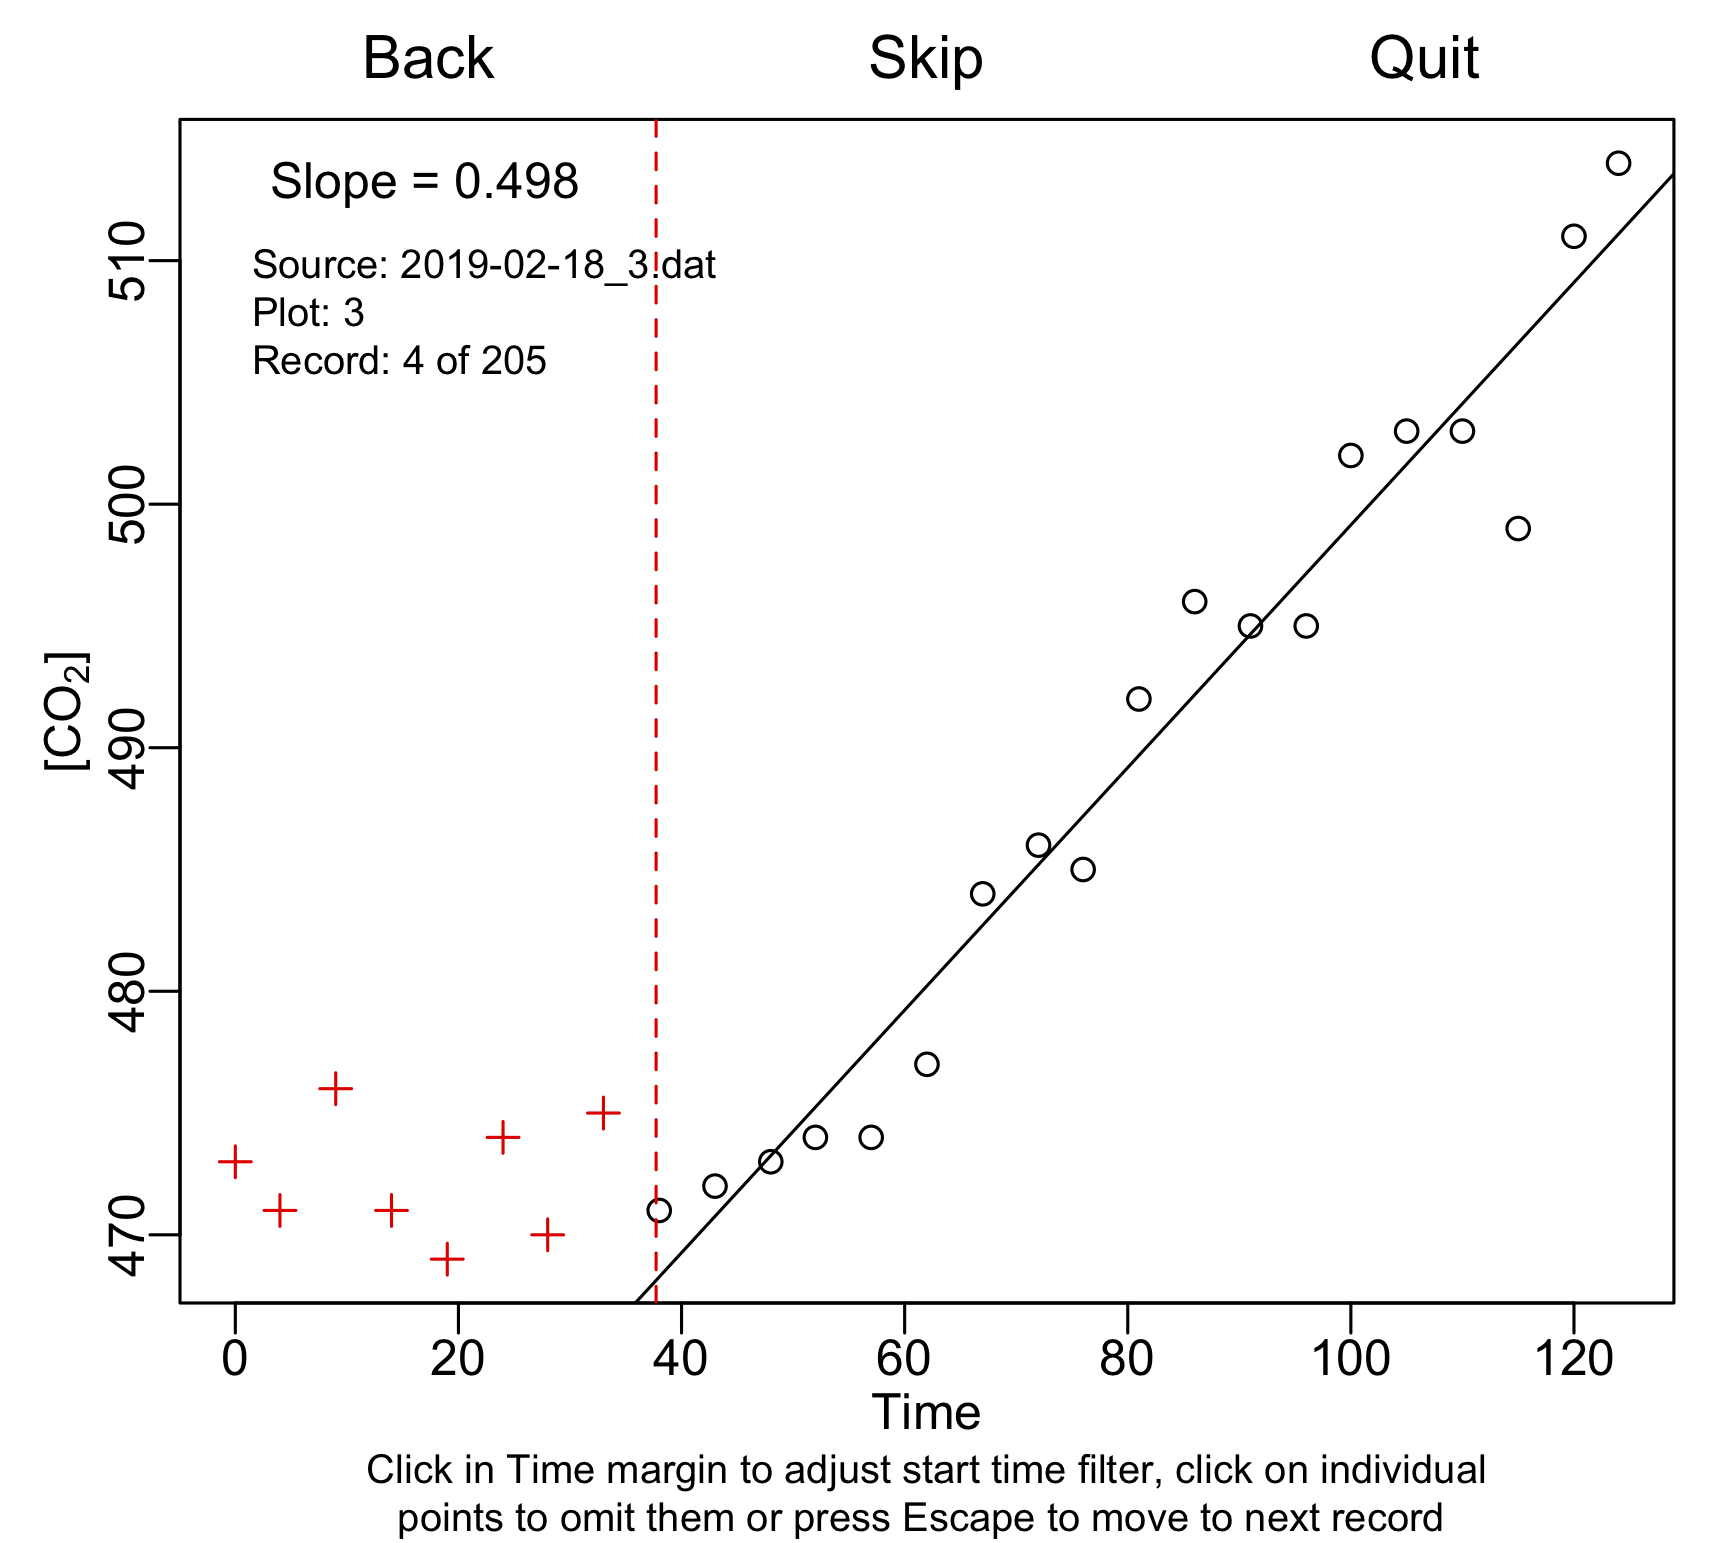 Back Skip Quit
Slope = 0.498
Source: 2019-02-18_3.dat
Plot: 3
Record: 4 of 205
[CO₂]
510
500
490
480
470
0 20 40 60 80 100 120
Time
Click in Time margin to adjust start time filter, click on individual
points to omit them or press Escape to move to next record